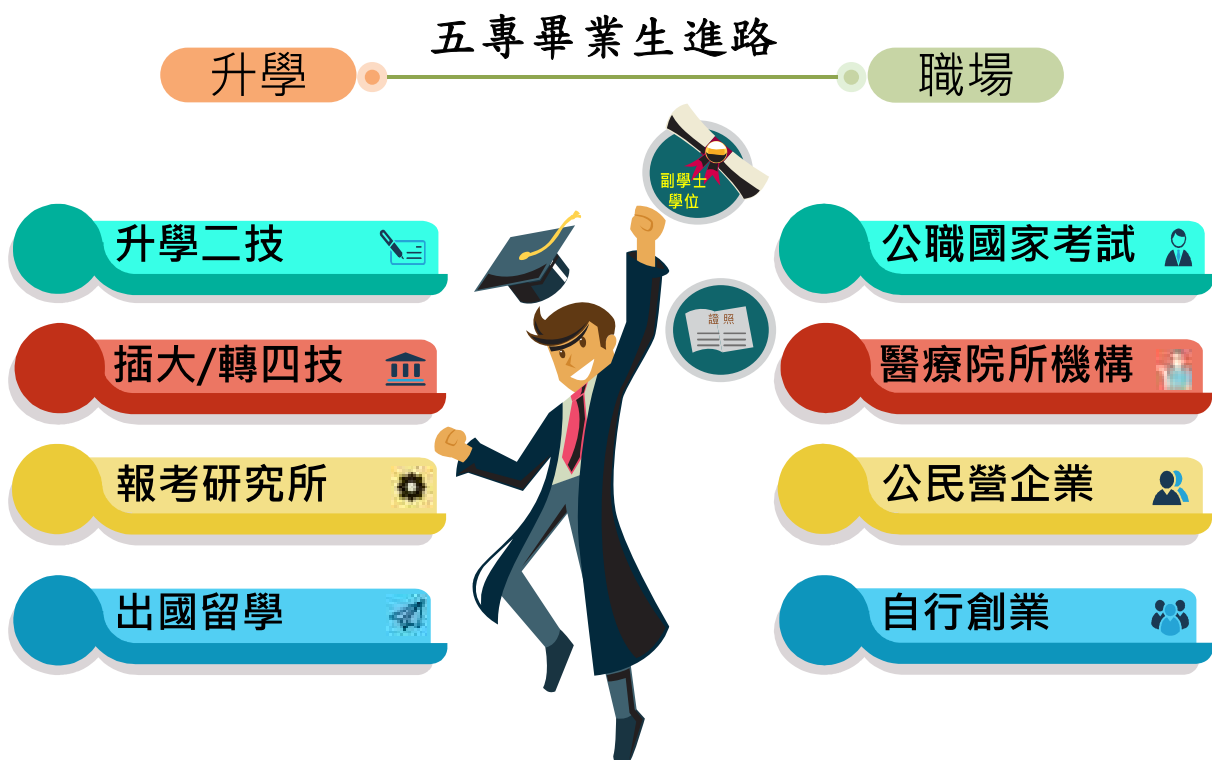 五專畢業生進路
升學
職場
副學士
學位
證照
升學二技
插大/轉四技
報考研究所
出國留學
公職國家考試
醫療院所機構
公民營企業
自行創業